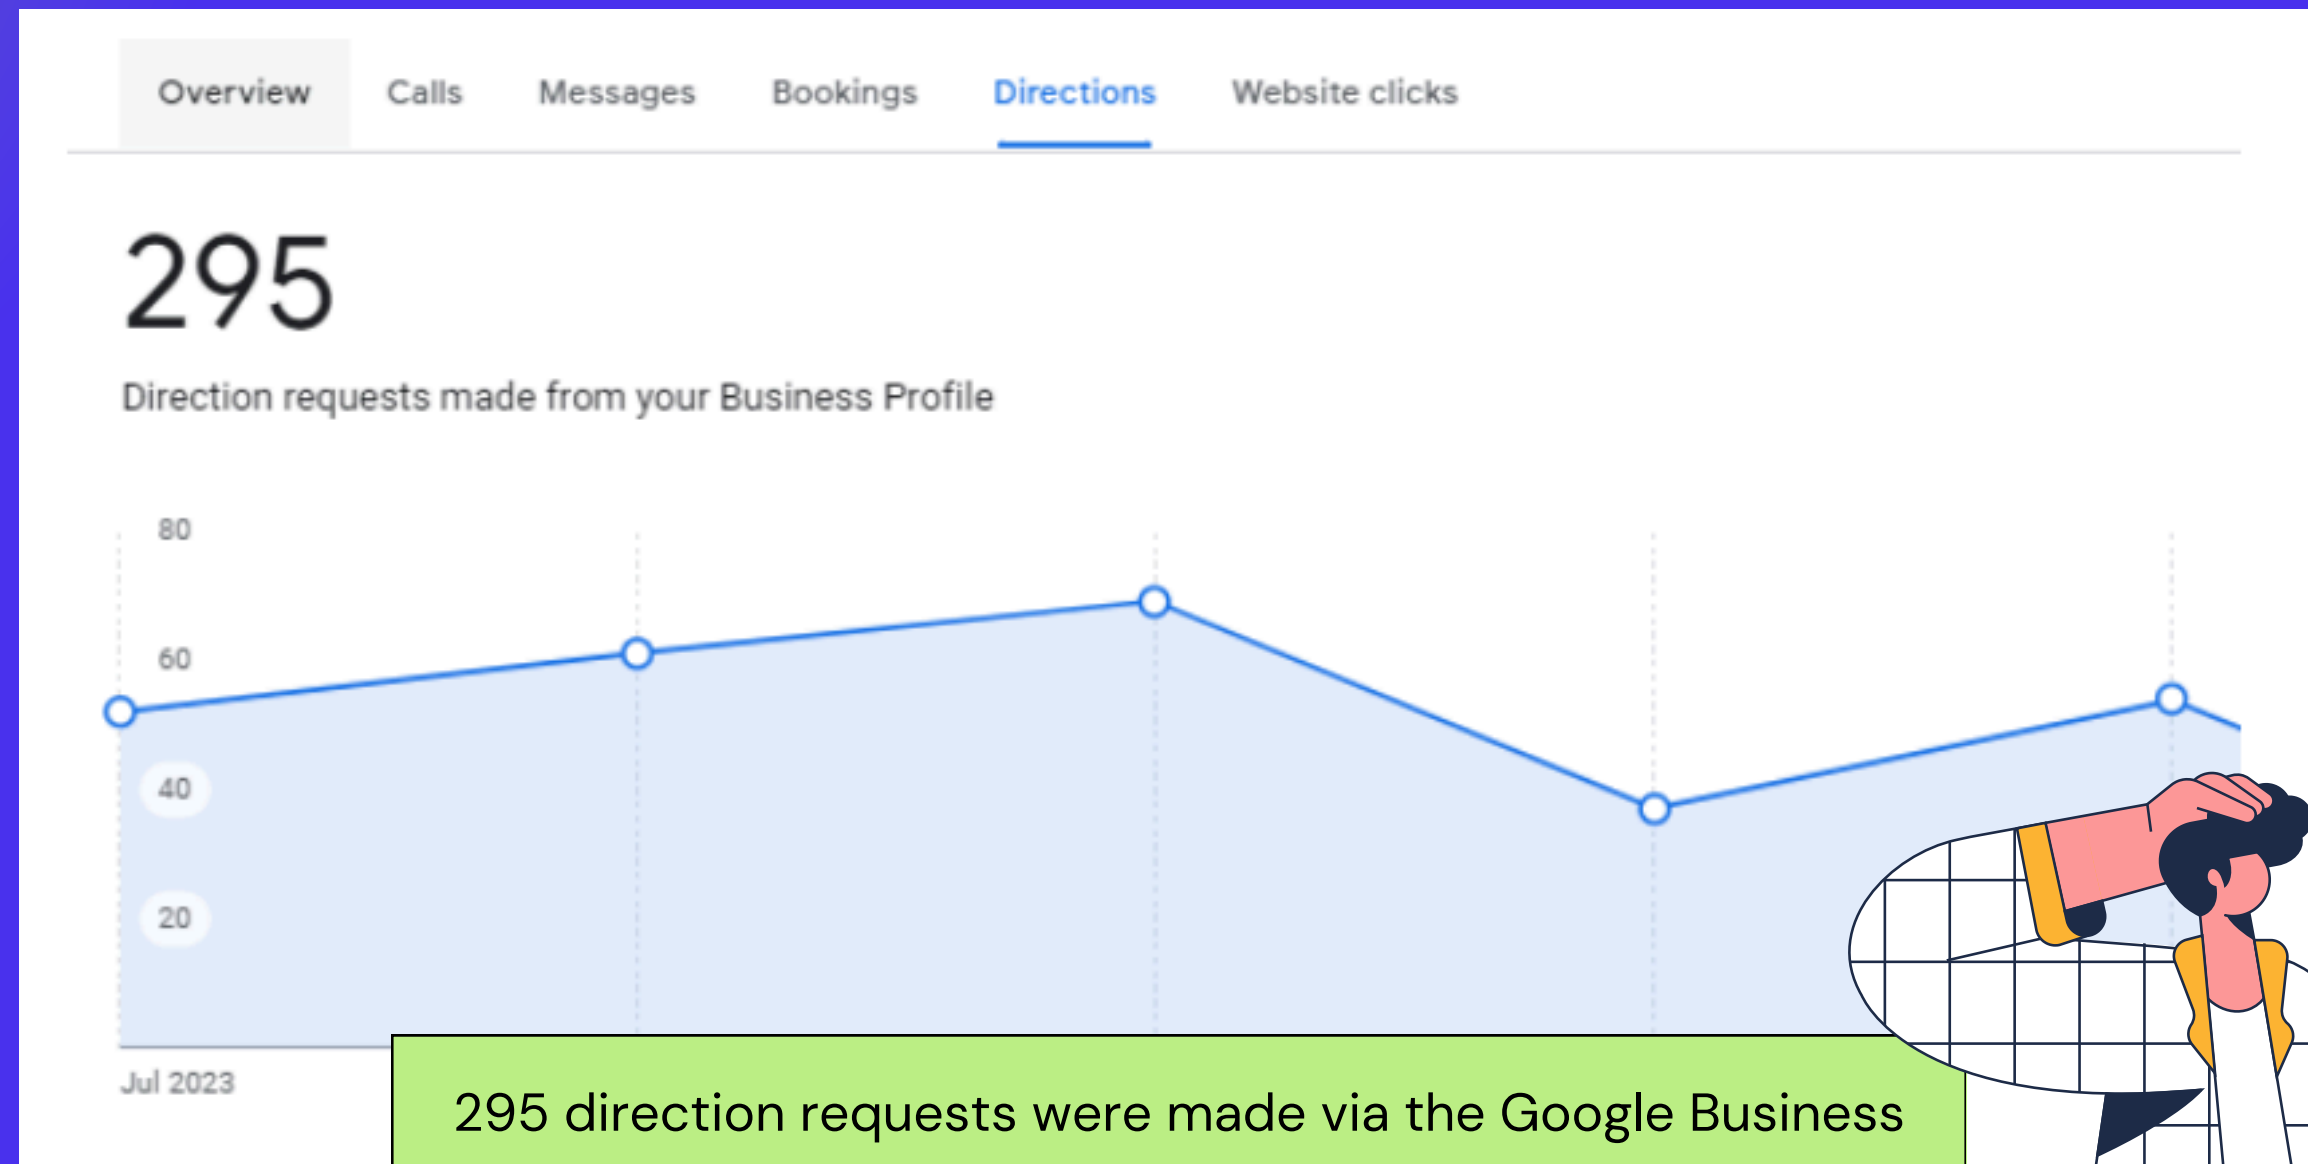 Overview Calls Messages Bookings Directions Website clicks
295
Direction requests made from your Business Profile
80
60
40
20
Jul 2023
295 direction requests were made via the Google Business